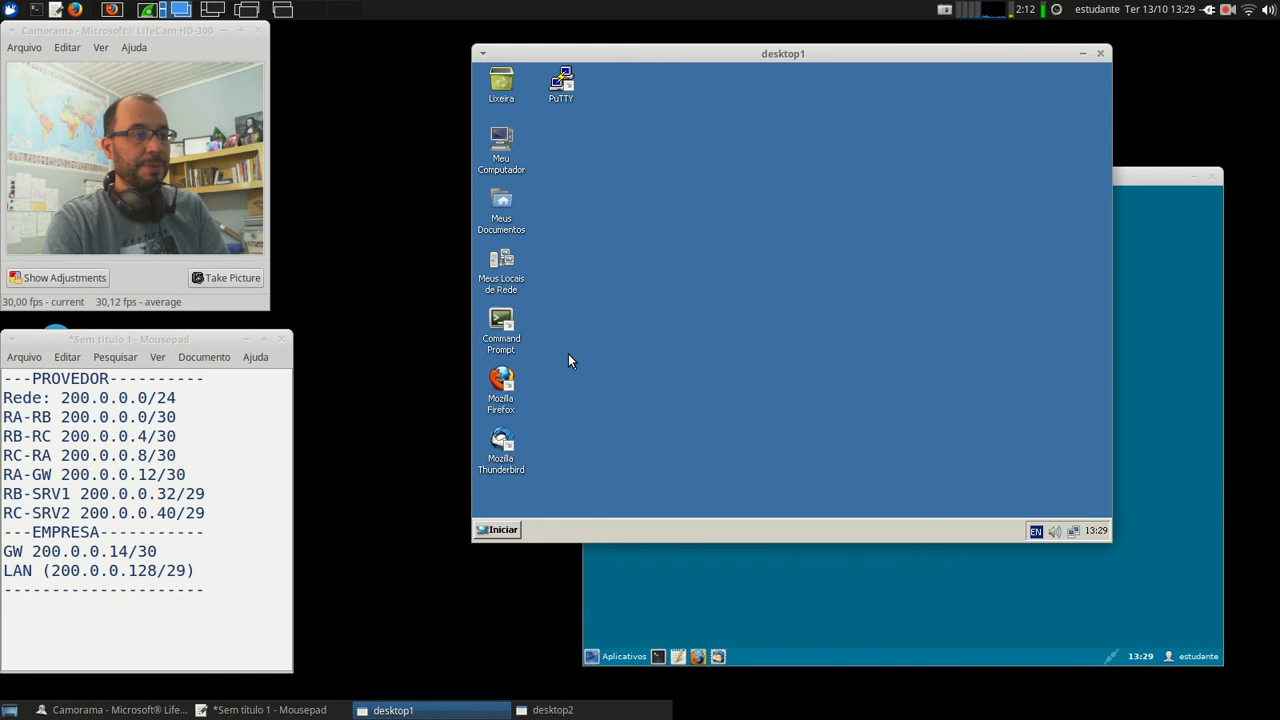 2:12
estudante
Ter 13/10 13:29
Camorama - Microsoft® LifeCam HD-300
Arquivo Editar Ver Ajuda
Show Adjustments
Take Picture
30,00 fps - current 30,12 fps - average
*Sem título 1 - Mousepad
Arquivo Editar Pesquisar Ver Documento Ajuda
---PROVEDOR----------
Rede: 200.0.0.0/24
RA-RB 200.0.0.0/30
RB-RC 200.0.0.4/30
RC-RA 200.0.0.8/30
RA-GW 200.0.0.12/30
RB-SRV1 200.0.0.32/29
RC-SRV2 200.0.0.40/29
---EMPRESA-----------
GW 200.0.0.14/30
LAN (200.0.0.128/29)
---------------------
desktop1
Lixeira
PuTTY
Meu
Computador
Meus
Documentos
Meus Locais
de Rede
Command
Prompt
Mozilla
Firefox
Mozilla
Thunderbird
Iniciar
EN
13:29
Aplicativos
13:29
estudante
Camorama - Microsoft® Life...
*Sem título 1 - Mousepad
desktop1
desktop2